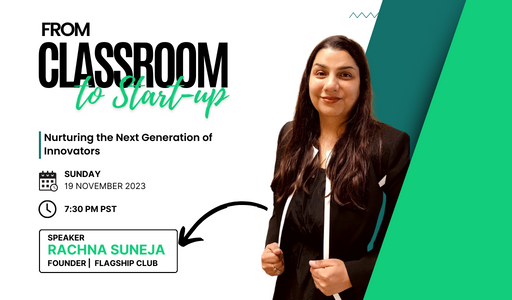 FROM
CLASSROOM
to Start-up
Nurturing the Next Generation of
Innovators
SUNDAY
19 NOVEMBER 2023
7:30 PM PST
SPEAKER
RACHNA SUNEJA
FOUNDER | FLAGSHIP CLUB